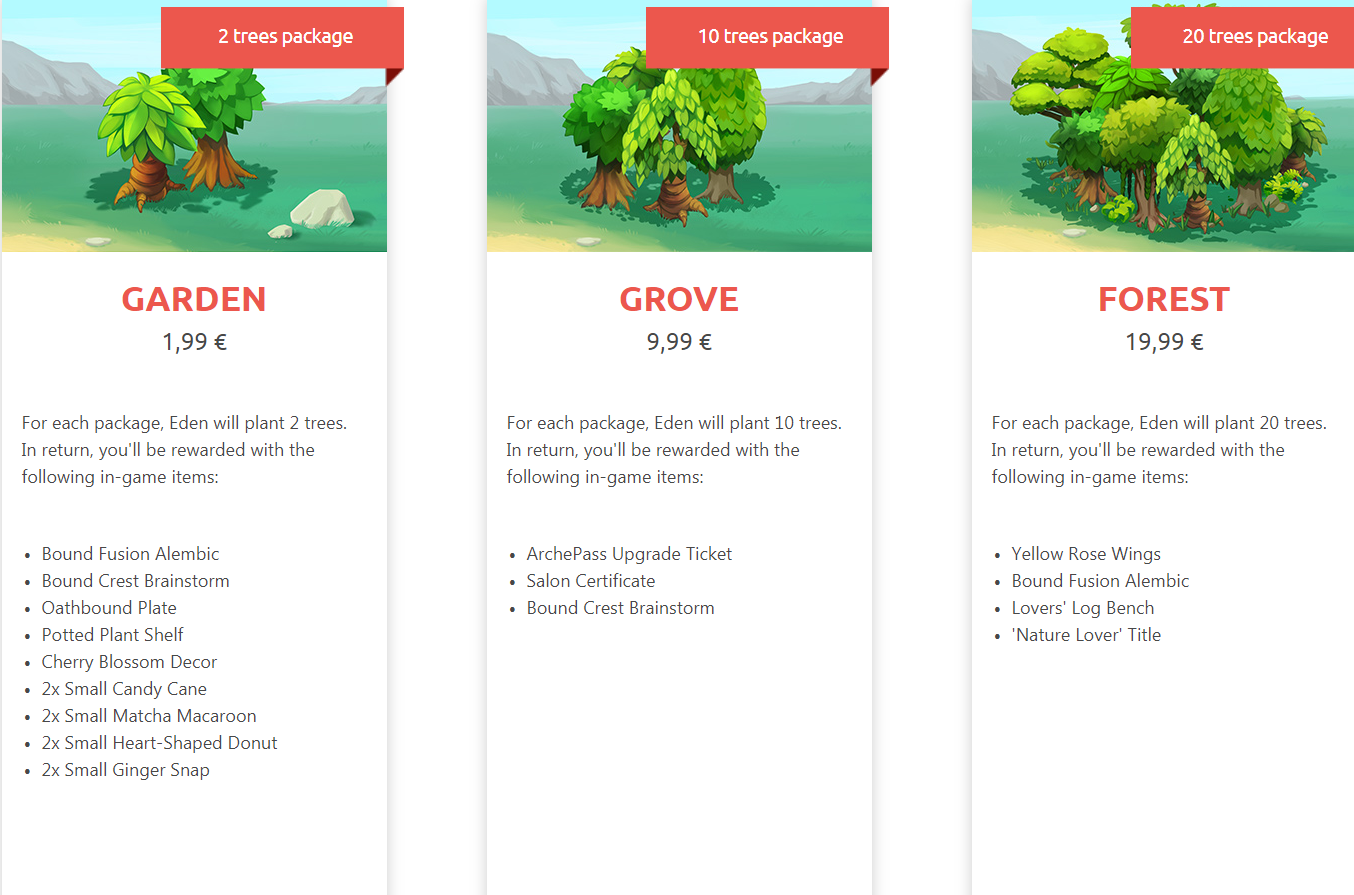 2 trees package
GARDEN
1,99 €
For each package, Eden will plant 2 trees.
In return, you'll be rewarded with the
following in-game items:
• Bound Fusion Alembic
• Bound Crest Brainstorm
• Oathbound Plate
• Potted Plant Shelf
• Cherry Blossom Decor
• 2x Small Candy Cane
• 2x Small Matcha Macaroon
• 2x Small Heart-Shaped Donut
• 2x Small Ginger Snap
10 trees package
GROVE
9,99 €
For each package, Eden will plant 10 trees.
In return, you'll be rewarded with the
following in-game items:
• ArchePass Upgrade Ticket
• Salon Certificate
• Bound Crest Brainstorm
20 trees package
FOREST
19,99 €
For each package, Eden will plant 20 trees.
In return, you'll be rewarded with the
following in-game items:
• Yellow Rose Wings
• Bound Fusion Alembic
• Lovers' Log Bench
• 'Nature Lover' Title